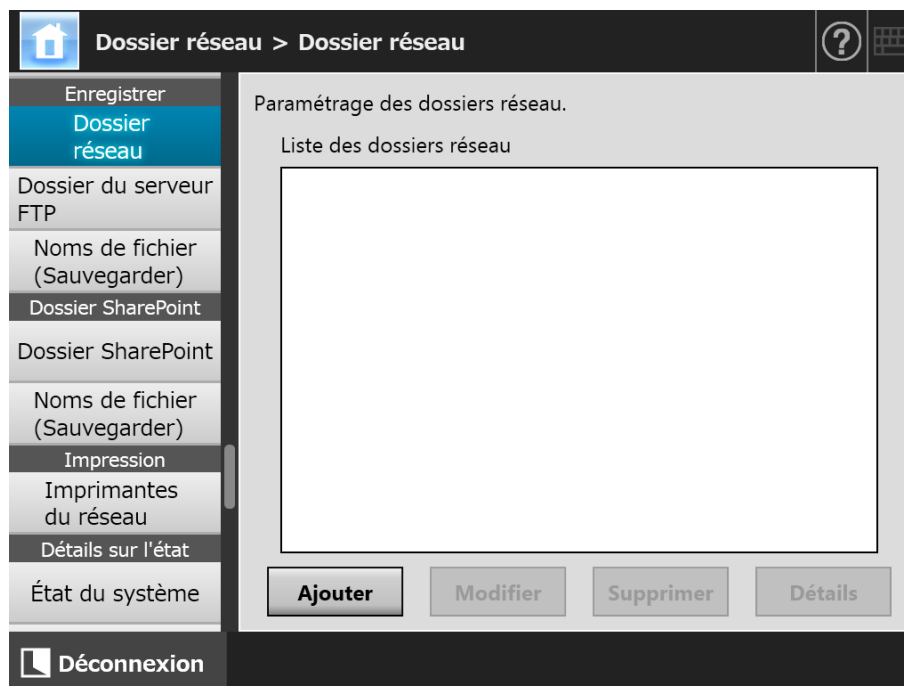 Dossier réseau > Dossier réseau
?
Enregistrer
Dossier
réseau
Dossier du serveur
FTP
Noms de fichier
(Sauvegarder)
Dossier SharePoint
Dossier SharePoint
Noms de fichier
(Sauvegarder)
Impression
Imprimantes
du réseau
Détails sur l'état
État du système
Déconnexion
Paramétrage des dossiers réseau.
Liste des dossiers réseau
Ajouter
Modifier
Supprimer
Détails